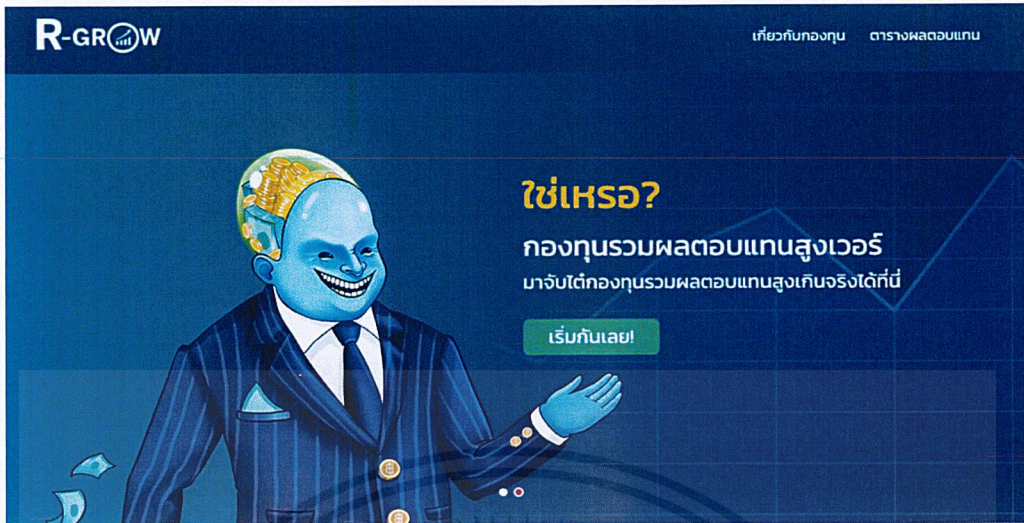 R-GROW
เกี่ยวกับกองทุน ตารางผลตอบแทน
ใช่เหรอ?
กองทุนรวมผลตอบแทนสูงเวอร์
มาจับไต๋กองทุนรวมผลตอบแทนสูงเกินจริงได้ที่นี่
เริ่มกันเลย!